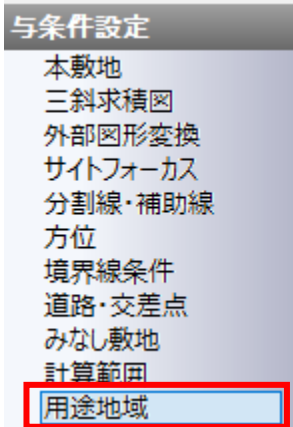 与条件設定
本敷地
三斜求積図
外部図形変換
サイトフォーカス
分割線・補助線
方位
境界線条件
道路・交差点
みなし敷地
計算範囲
用途地域